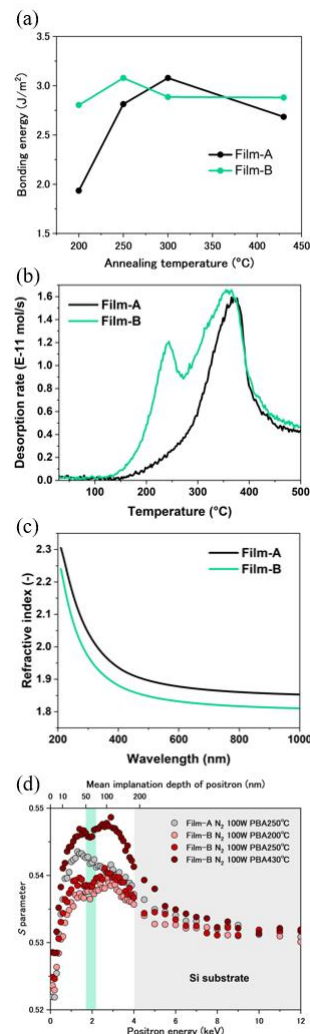 (a)
3.5
3.0
2.5
2.0
1.5
Bonding energy (J/m²)
Film-A
Film-B
200 250 300 350 400 450
Annealing temperature (°C)
(b)
1.6
1.4
1.2
1.0
0.8
0.6
0.4
0.2
0.0
Desorption rate (E-11 mol/s)
Film-A
Film-B
100 200 300 400 500
Temperature (°C)
(c)
2.3
2.2
2.1
2.0
1.9
1.8
1.7
Refractive index (-)
Film-A
Film-B
200 400 600 800 1000
Wavelength (nm)
(d)
Mean implanation depth of positron (nm)
0 10 50 100 200
0.55
0.54
0.53
0.52
S parameter
Film-A N₂ 100W PBA250℃
Film-B N₂ 100W PBA200℃
Film-B N₂ 100W PBA250℃
Film-B N₂ 100W PBA430℃
Si substrate
0 2 4 6 8 10 12
Positron energy (keV)